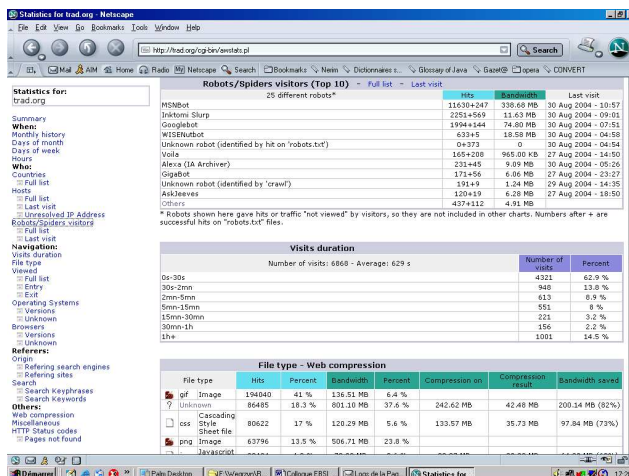 Statistics for trad.org - Netscape
File Edit View Go Bookmarks Tools Window Help
http://trad.org/cgi-bin/awstats.pl Search
Mail AIM Home Radio Netscape Search Bookmarks Nerim Dictionnaires s... Glossary of Java Gazet@ opera CONVERT
Statistics for:
trad.org
Summary
When:
Monthly history
Days of month
Days of week
Hours
Who:
Countries
Full list
Hosts
Full list
Last visit
Unresolved IP Address
Robots/Spiders visitors
Full list
Last visit
Navigation:
Visits duration
File type
Viewed
Full list
Entry
Exit
Operating Systems
Versions
Unknown
Browsers
Versions
Unknown
Referers:
Origin
Refering search engines
Refering sites
Search
Search Keyphrases
Search Keywords
Others:
Web compression
Miscellaneous
HTTP Status codes
Pages not found
Robots/Spiders visitors (Top 10) - Full list - Last visit
25 different robots* Hits Bandwidth Last visit
MSNBot 11630+247 338.68 MB 30 Aug 2004 - 10:57
Inktomi Slurp 2251+569 11.63 MB 30 Aug 2004 - 09:01
Googlebot 1994+144 74.80 MB 30 Aug 2004 - 07:51
WISENutbot 633+5 18.58 MB 30 Aug 2004 - 04:58
Unknown robot (identified by hit on 'robots.txt') 0+373 0 30 Aug 2004 - 04:54
Voila 165+208 965.00 KB 27 Aug 2004 - 14:50
Alexa (IA Archiver) 231+45 9.09 MB 30 Aug 2004 - 05:26
GigaBot 171+56 6.06 MB 27 Aug 2004 - 23:27
Unknown robot (identified by 'crawl') 191+9 1.24 MB 29 Aug 2004 - 14:35
AskJeeves 120+19 6.28 MB 27 Aug 2004 - 18:50
Others 437+112 4.91 MB
* Robots shown here gave hits or traffic "not viewed" by visitors, so they are not included in other charts. Numbers after + are
successful hits on "robots.txt" files.
Visits duration
Number of visits: 6868 - Average: 629 s Number of visits Percent
0s-30s 4321 62.9 %
30s-2mn 948 13.8 %
2mn-5mn 613 8.9 %
5mn-15mn 551 8 %
15mn-30mn 221 3.2 %
30mn-1h 156 2.2 %
1h+ 1001 14.5 %
File type - Web compression
File type Hits Percent Bandwidth Percent Compression on Compression result Bandwidth saved
gif Image 194040 41 % 136.51 MB 6.4 %
? Unknown 86485 18.3 % 801.10 MB 37.6 % 242.62 MB 42.48 MB 200.14 MB (82%)
css Cascading Style Sheet file 80622 17 % 120.29 MB 5.6 % 133.57 MB 35.73 MB 97.84 MB (73%)
png Image 63796 13.5 % 506.71 MB 23.8 %
Javascript
Démarrer Palm Desktop Colloque EBSI Logs de la Pag... Statistics for ...